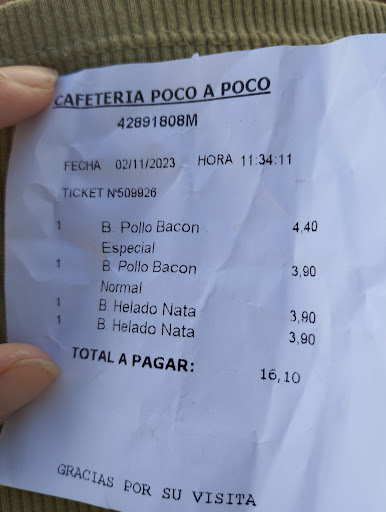 CAFETERIA POCO A POCO
42891808M
FECHA 02/11/2023 HORA 11:34:11
TICKET Nº509926
1 B. Pollo Bacon 4,40
Especial
1 B. Pollo Bacon 3,90
Normal
1 B. Helado Nata 3,90
1 B. Helado Nata 3,90
TOTAL A PAGAR: 16,10
GRACIAS POR SU VISITA